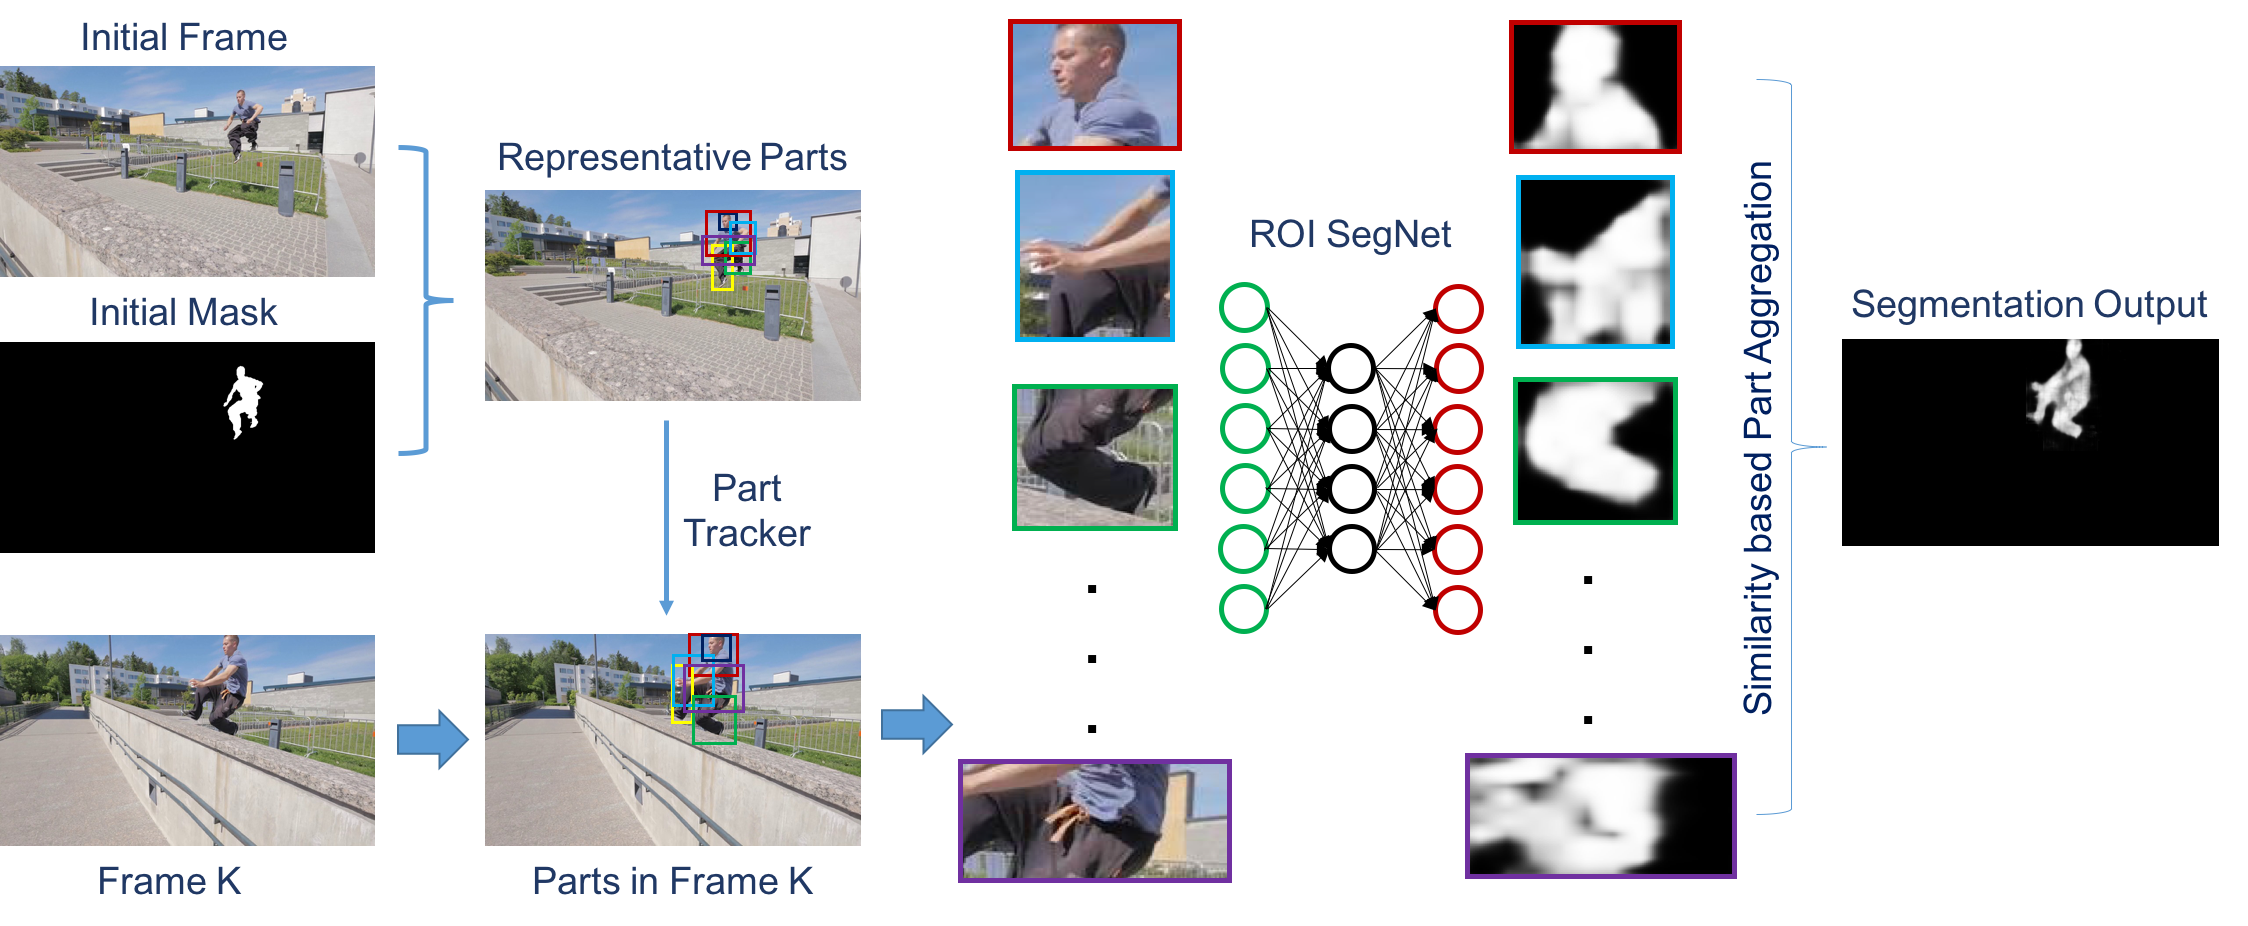 Initial Frame
Initial Mask
Representative Parts
Part
Tracker
Frame K
Parts in Frame K
ROI SegNet
Similarity based Part Aggregation
Segmentation Output